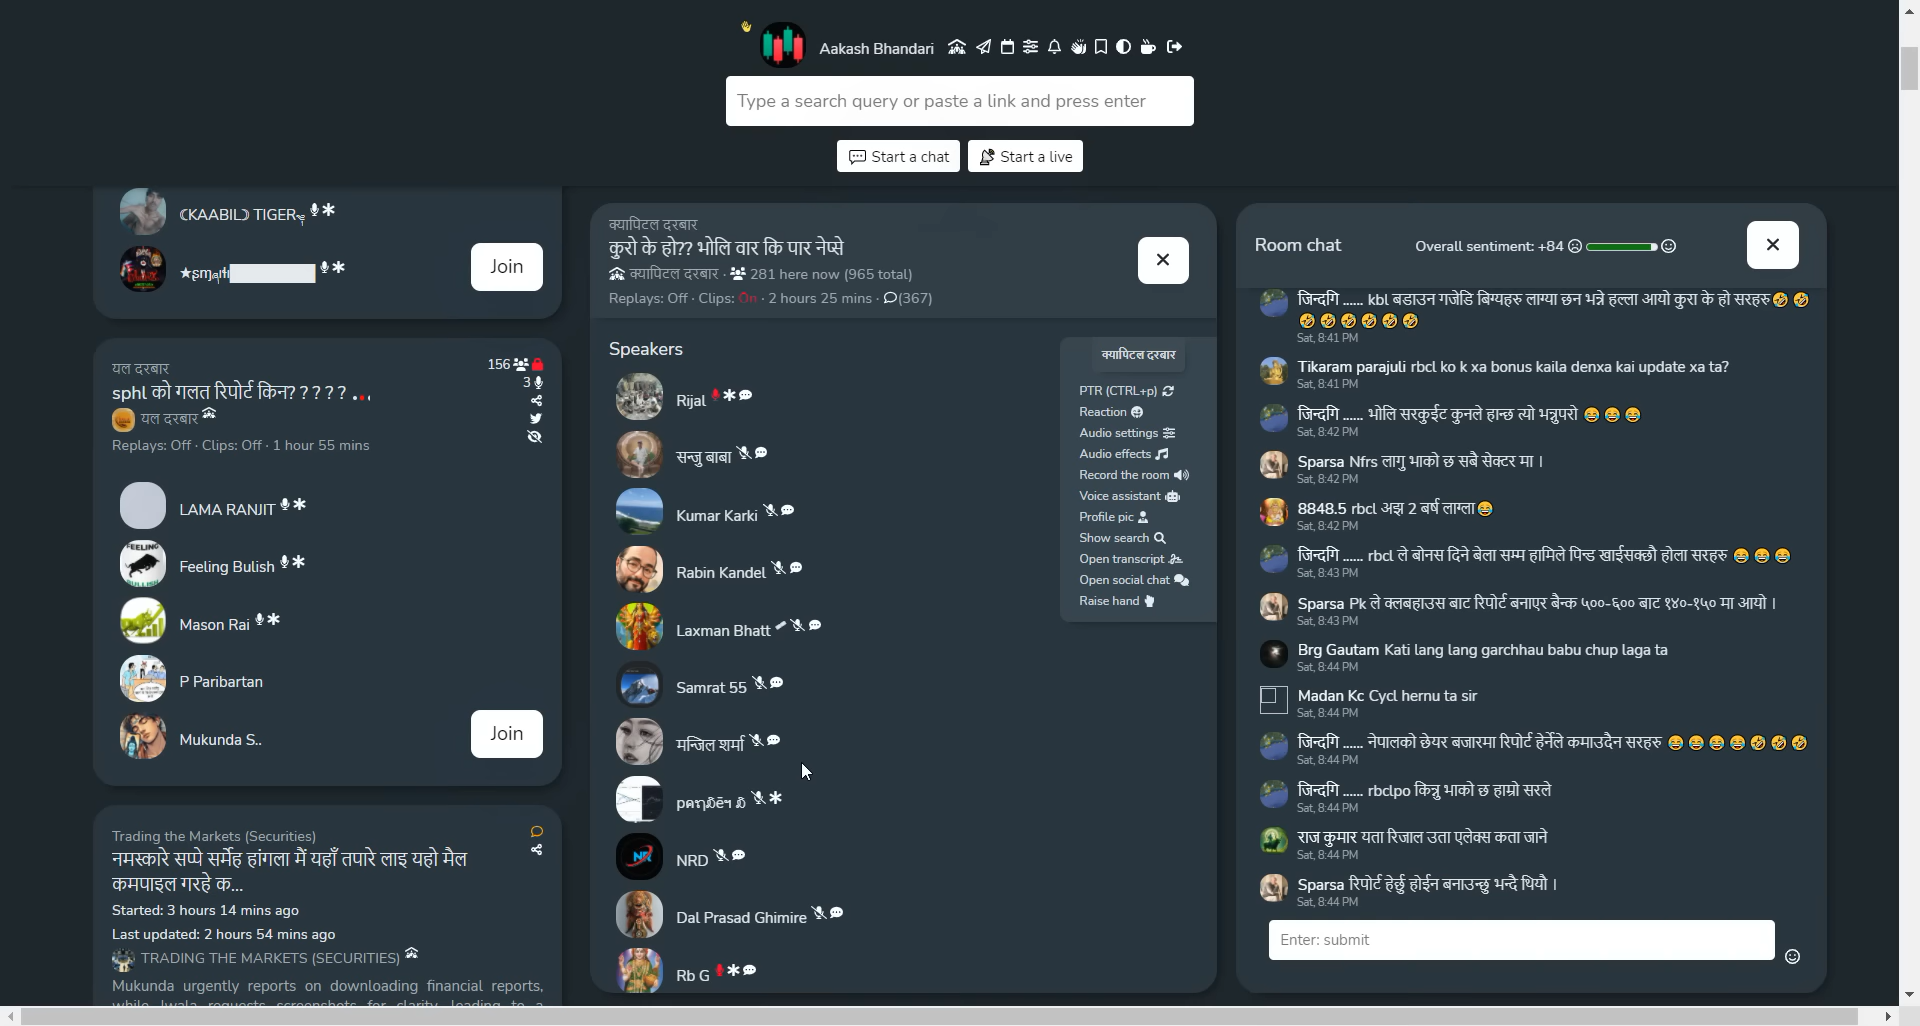 Aakash Bhandari
Type a search query or paste a link and press enter
Start a chat
Start a live
☾KAABIL☽ TIGER
Join
यल दरबार
156
sphl को गलत रिपोर्ट किन? ? ? ? ?
3
यल दरबार
Replays: Off · Clips: Off · 1 hour 55 mins
LAMA RANJIT
Feeling Bulish
Mason Rai
P Paribartan
Mukunda S..
Join
Trading the Markets (Securities)
नमस्कारे सप्पे सर्मेह हांगला मैं यहाँ तपारे लाइ यहो मैल
कमपाइल गरहे क...
Started: 3 hours 14 mins ago
Last updated: 2 hours 54 mins ago
TRADING THE MARKETS (SECURITIES)
Mukunda urgently reports on downloading financial reports,
while Jwala requests screenshots for clarity, leading to a
क्यापिटल दरबार
कुरो के हो?? भोलि वार कि पार नेप्से
क्यापिटल दरबार · 281 here now (965 total)
Replays: Off · Clips: On · 2 hours 25 mins · (367)
Speakers
Rijal
सन्जु बाबा
Kumar Karki
Rabin Kandel
Laxman Bhatt
Samrat 55
मन्जिल शर्मा
NRD
Dal Prasad Ghimire
Rb G
क्यापिटल दरबार
PTR (CTRL+p)
Reaction
Audio settings
Audio effects
Record the room
Voice assistant
Profile pic
Show search
Open transcript
Open social chat
Raise hand
Room chat
Overall sentiment: +84
जिन्दगि ...... kbl बडाउन गजेडि बिग्यहरु लाग्या छन भन्ने हल्ला आयो कुरा के हो सरहरु🤣 🤣
🤣 🤣 🤣 🤣 🤣 🤣
Sat, 8:41 PM
Tikaram parajuli rbcl ko k xa bonus kaila denxa kai update xa ta?
Sat, 8:41 PM
जिन्दगि ...... भोलि सरकुईट कुनले हान्छ त्यो भन्नुपरो 😂 😂 😂
Sat, 8:42 PM
Sparsa Nfrs लागु भाको छ सबै सेक्टर मा ।
Sat, 8:42 PM
8848.5 rbcl अझ 2 बर्ष लाग्ला😂
Sat, 8:42 PM
जिन्दगि ...... rbcl ले बोनस दिने बेला सम्म हामिले पिन्ड खाईसक्छौ होला सरहरु 😂 😂 😂
Sat, 8:43 PM
Sparsa Pk ले क्लबहाउस बाट रिपोर्ट बनाएर बैन्क ५००-६०० बाट १४०-१५० मा आयो ।
Sat, 8:43 PM
Brg Gautam Kati lang lang garchhau babu chup laga ta
Sat, 8:44 PM
Madan Kc Cycl hernu ta sir
Sat, 8:44 PM
जिन्दगि ...... नेपालको छेयर बजारमा रिपोर्ट हेर्नेले कमाउदैन सरहरु 😂 😂 😂 😂 🤣 🤣 🤣
Sat, 8:44 PM
जिन्दगि ...... rbclpo किन्नु भाको छ हाम्रो सरले
Sat, 8:44 PM
राज कुमार यता रिजाल उता एलेक्स कता जाने
Sat, 8:44 PM
Sparsa रिपोर्ट हेर्छु होईन बनाउन्छु भन्दै थियौ ।
Sat, 8:44 PM
Enter: submit